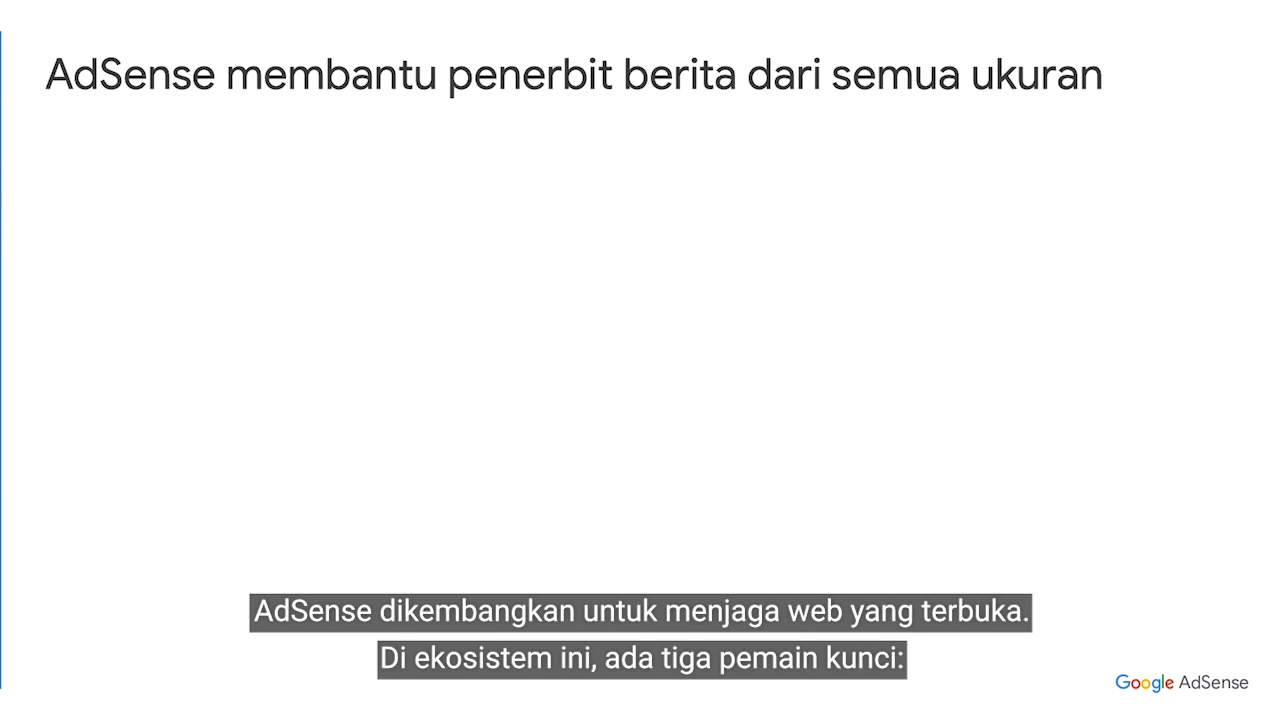 AdSense membantu penerbit berita dari semua ukuran
AdSense dikembangkan untuk menjaga web yang terbuka.
Di ekosistem ini, ada tiga pemain kunci:
Google AdSense